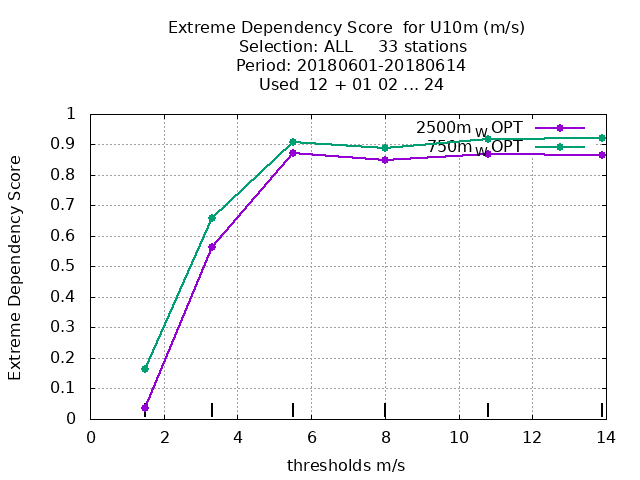 Extreme Dependency Score for U10m (m/s)
Selection: ALL 33 stations
Period: 20180601-20180614
Used 12 + 01 02 ... 24
2500m_WOPT
750m_WOPT
Extreme Dependency Score
1
0.9
0.8
0.7
0.6
0.5
0.4
0.3
0.2
0.1
0
0 2 4 6 8 10 12 14
thresholds m/s